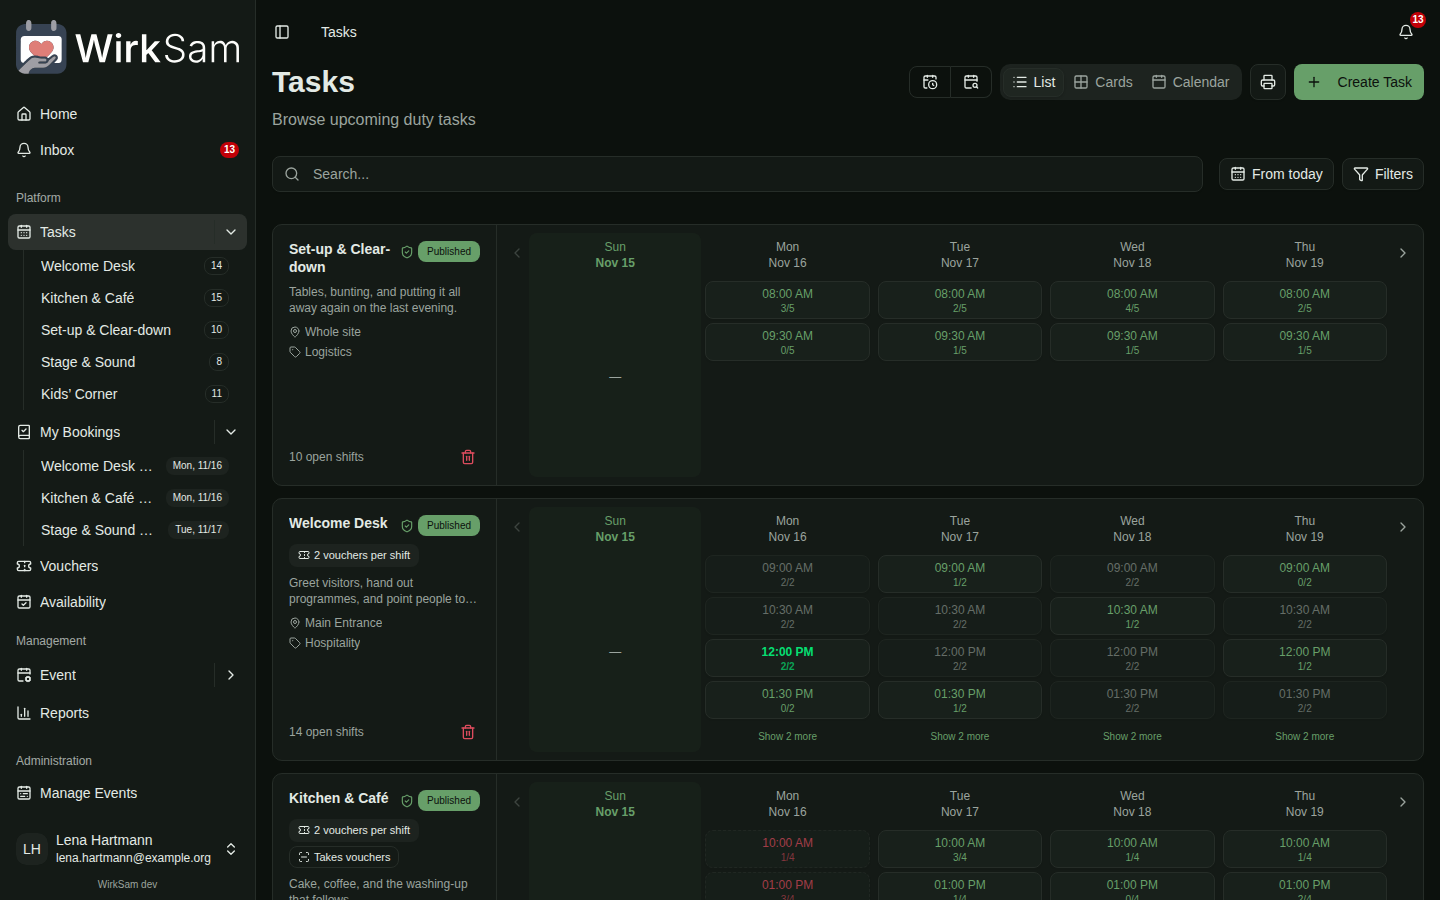 WirkSam
Home
Inbox
13
Platform
Tasks
Welcome Desk
14
Kitchen & Café
15
Set-up & Clear-down
10
Stage & Sound
8
Kids' Corner
11
My Bookings
Welcome Desk ...
Mon, 11/16
Kitchen & Café ...
Mon, 11/16
Stage & Sound ...
Tue, 11/17
Vouchers
Availability
Management
Event
Reports
Administration
Manage Events
LH
Lena Hartmann
lena.hartmann@example.org
WirkSam dev
Tasks
13
Tasks
Browse upcoming duty tasks
List
Cards
Calendar
Create Task
Search...
From today
Filters
Set-up & Clear-
down
Published
Tables, bunting, and putting it all
away again on the last evening.
Whole site
Logistics
10 open shifts
Sun
Nov 15
—
Mon
Nov 16
08:00 AM
3/5
09:30 AM
0/5
Tue
Nov 17
08:00 AM
2/5
09:30 AM
1/5
Wed
Nov 18
08:00 AM
4/5
09:30 AM
1/5
Thu
Nov 19
08:00 AM
2/5
09:30 AM
1/5
Welcome Desk
Published
2 vouchers per shift
Greet visitors, hand out
programmes, and point people to…
Main Entrance
Hospitality
14 open shifts
Sun
Nov 15
—
Mon
Nov 16
09:00 AM
2/2
10:30 AM
2/2
12:00 PM
2/2
01:30 PM
0/2
Show 2 more
Tue
Nov 17
09:00 AM
1/2
10:30 AM
2/2
12:00 PM
2/2
01:30 PM
1/2
Show 2 more
Wed
Nov 18
09:00 AM
2/2
10:30 AM
1/2
12:00 PM
2/2
01:30 PM
2/2
Show 2 more
Thu
Nov 19
09:00 AM
0/2
10:30 AM
2/2
12:00 PM
1/2
01:30 PM
2/2
Show 2 more
Kitchen & Café
Published
2 vouchers per shift
Takes vouchers
Cake, coffee, and the washing-up
that follows.
Sun
Nov 15
Mon
Nov 16
10:00 AM
1/4
01:00 PM
3/4
Tue
Nov 17
10:00 AM
3/4
01:00 PM
1/4
Wed
Nov 18
10:00 AM
1/4
01:00 PM
0/4
Thu
Nov 19
10:00 AM
1/4
01:00 PM
2/4